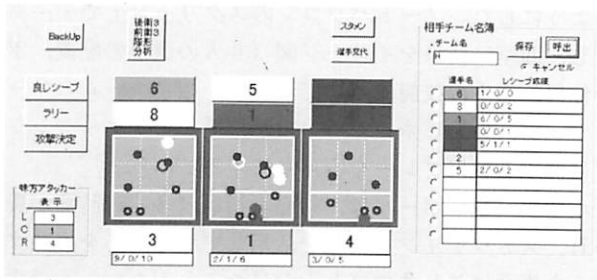 BackUp
後衛3
前衛3
陣形
分析
スタメン
選手交代
相手チーム名簿
チーム名
H
保存
呼出
キャンセル
良レシーブ
ラリー
攻撃決定
6
5
8
1
選手名
レシーブ成績
6 1/0/0
8 0/0/2
1 6/0/5
0/0/1
5/1/1
2
5 2/0/2
味方アタッカー
表示
L 3
C 1
R 4
3
1
4
9/0/10
2/1/6
3/0/5